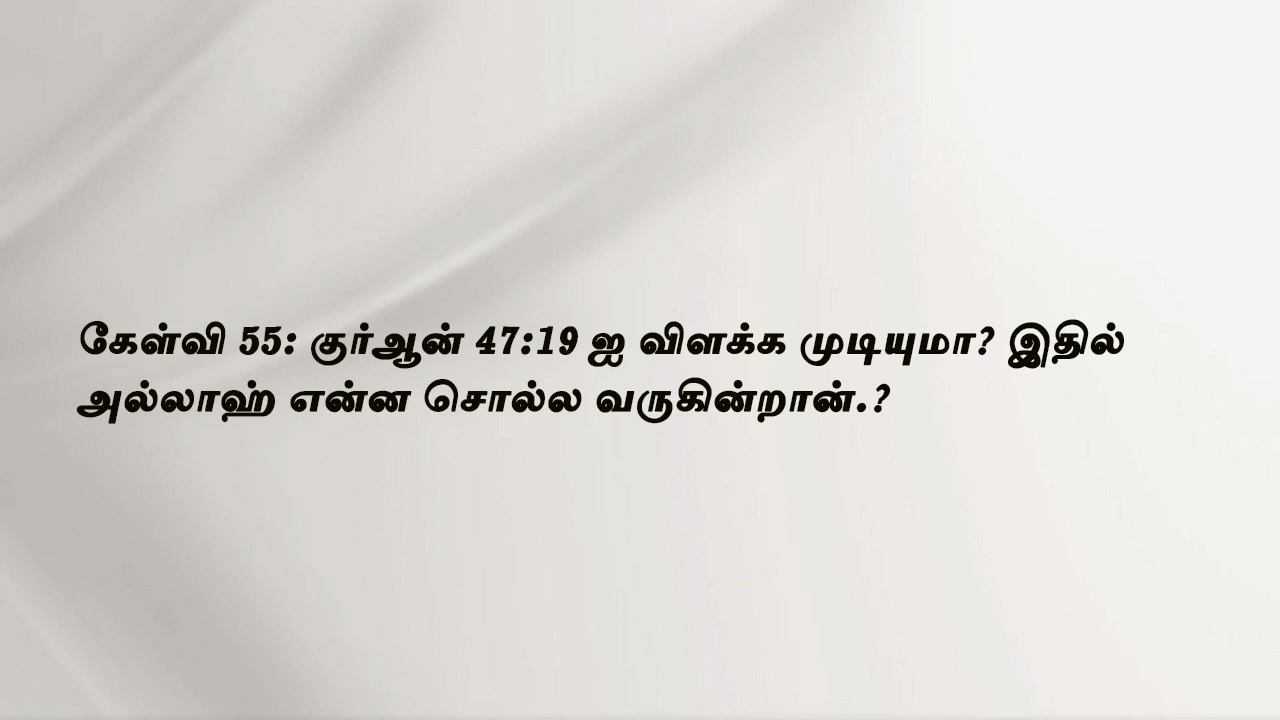 கேள்வி 55: குர்ஆன் 47:19 ஐ விளக்க முடியுமா? இதில்
அல்லாஹ் என்ன சொல்ல வருகின்றான்.?